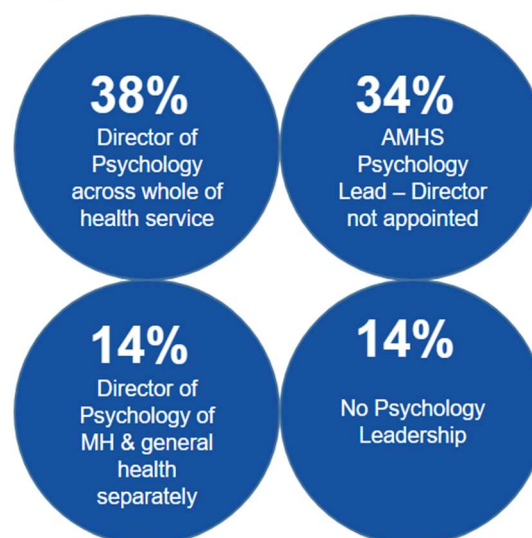 38%
Director of
Psychology
across whole of
health service
34%
AMHS
Psychology
Lead – Director
not appointed
14%
Director of
Psychology of
MH & general
health
separately
14%
No Psychology
Leadership